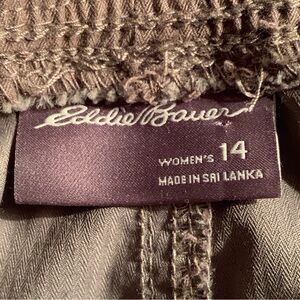 Eddie Bauer
WOMEN'S 14
MADE IN SRI LANKA